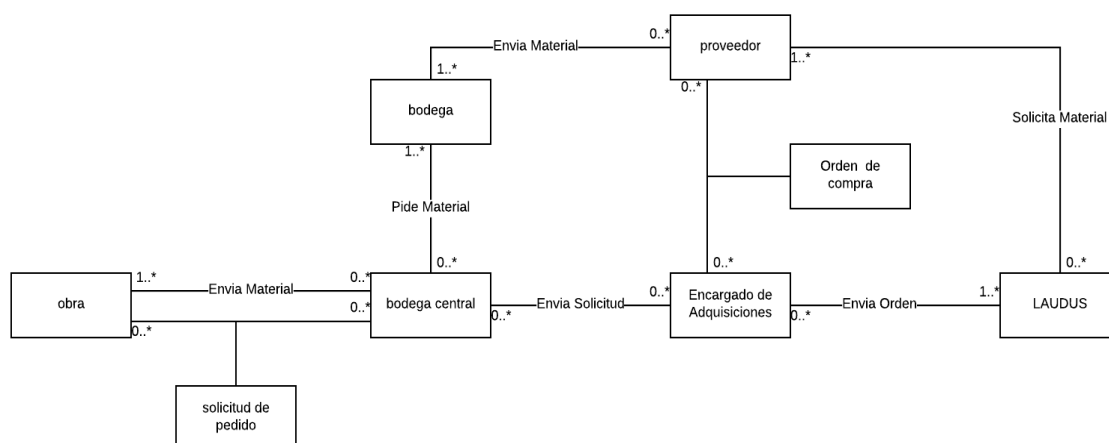 0..*
proveedor
Envia Material
1..*
1..*
0..*
bodega
Solicita Material
1..*
Orden de
compra
Pide Material
0..*
0..*
0..*
1..*
0..*
Envia Material
obra
bodega central
Envia Solicitud
0..*
Encargado de
Adquisiciones
Envia Orden
1..*
LAUDUS
0..*
0..*
0..*
0..*
solicitud de
pedido